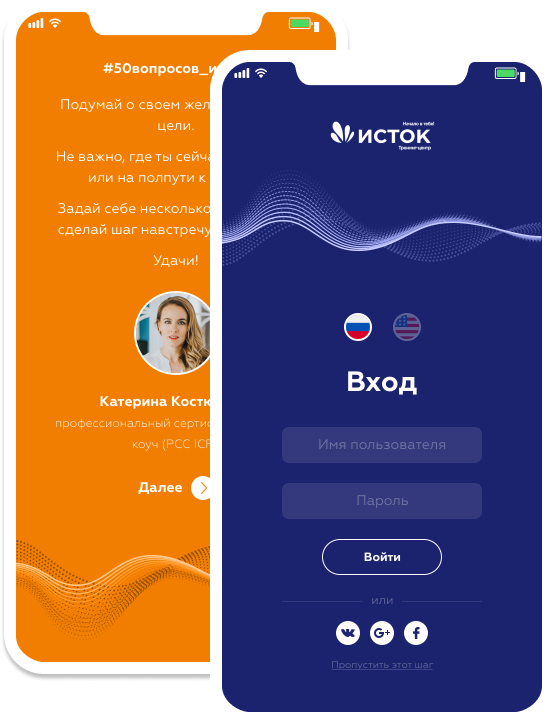 #50вопросов_и
Подумай о своем жел
цели.
Не важно, где ты сейча
или на полпути к
Задай себе несколько
сделай шаг навстречу
Удачи!
Катерина Костю
профессиональный серти
коуч (PCC ICF
Далее
Начало в тебе!
ИСТОК
Тренинг-центр
Вход
Имя пользователя
Пароль
Войти
или
G+
f
Пропустить этот шаг